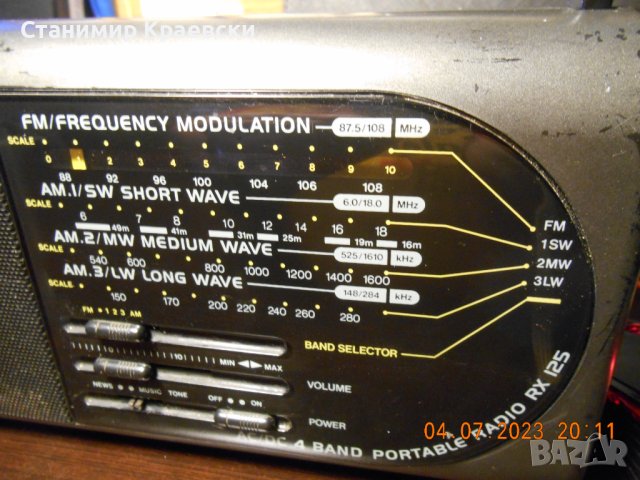 Станимир Краевски
FM/FREQUENCY MODULATION 87.5/108 MHz
SCALE 0 1 2 3 4 5 6 7 8 9 10
88 92 96 100 104 106 108
AM.1/SW SHORT WAVE 6.0/18.0 MHz
SCALE
6 7 8 10 12 14 16 18
49m 41m 31m 25m 19m 16m
AM.2/MW MEDIUM WAVE 525/1610 kHz
SCALE
540 600 800 1000 1200 1400 1600
AM.3/LW LONG WAVE 148/284 kHz
SCALE
150 170 200 220 240 260 280
FM
1SW
2MW
3LW
FM 1 2 3 AM
BAND SELECTOR
MIN MAX
VOLUME
NEWS MUSIC TONE OFF ON
POWER
AC/DC 4 BAND PORTABLE RADIO RX 125
04.07.2023 20:11
BAZAR.bg